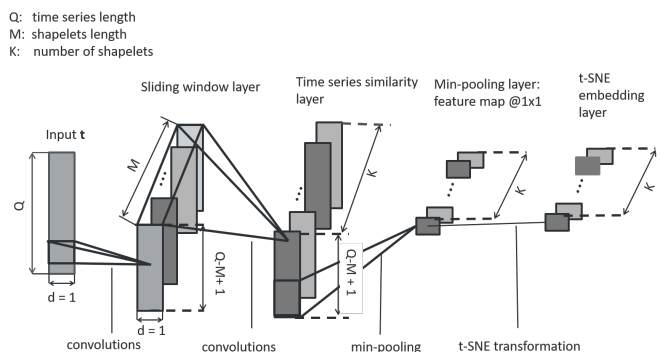 Q: time series length
M: shapelets length
K: number of shapelets
Sliding window layer
Time series similarity
layer
Min-pooling layer:
feature map @1x1
t-SNE
embedding
layer
Input t
Q
M
K
K
K
Q-M+ 1
Q-M+ 1
d = 1
d = 1
convolutions
convolutions
min-pooling
t-SNE transformation